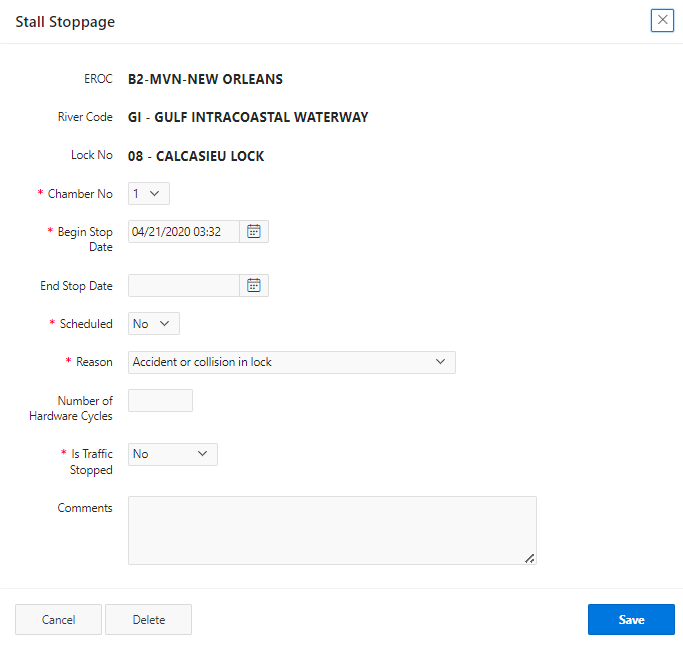 Stall Stoppage
EROC B2-MVN-NEW ORLEANS
River Code GI - GULF INTRACOASTAL WATERWAY
Lock No 08 - CALCASIEU LOCK
* Chamber No 1
* Begin Stop Date 04/21/2020 03:32
End Stop Date
* Scheduled No
* Reason Accident or collision in lock
Number of
Hardware Cycles
* Is Traffic Stopped No
Comments
Cancel Delete Save